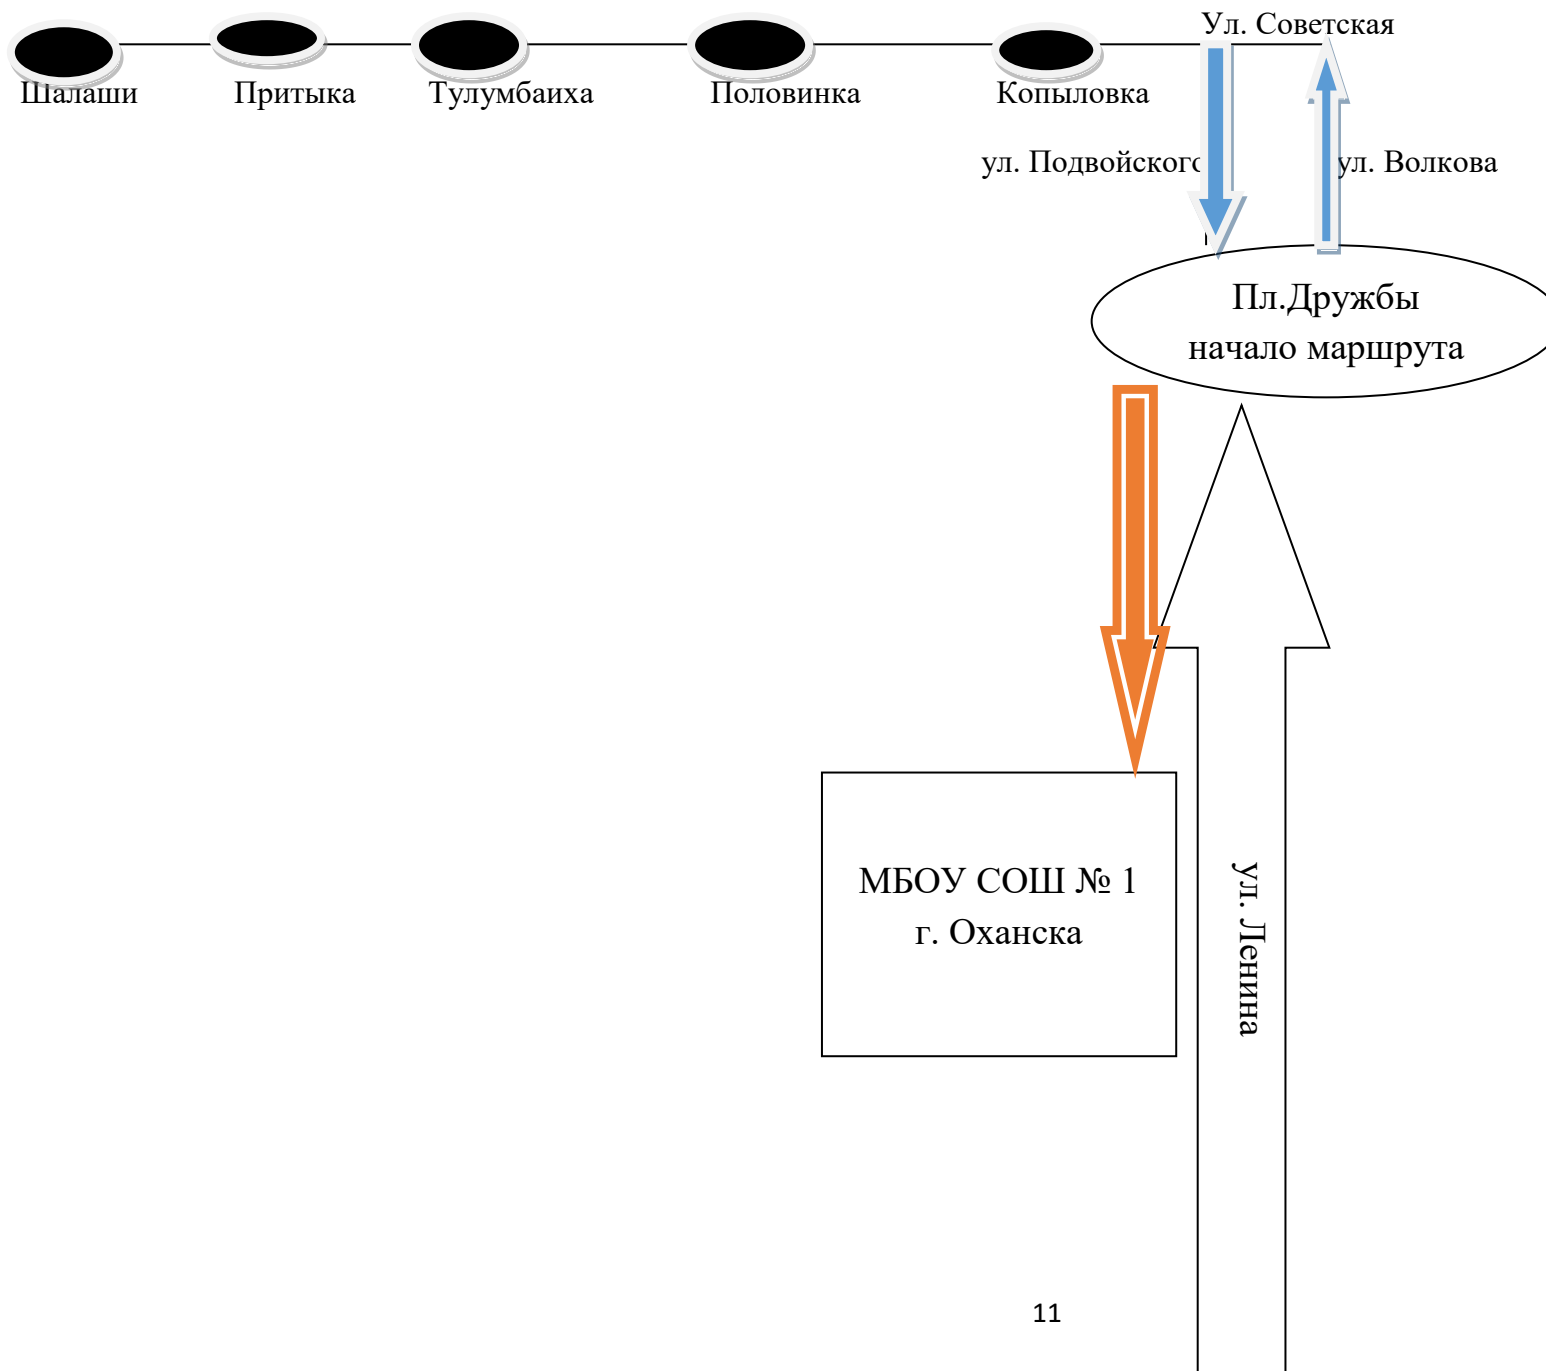 Ул. Советская
Шалаши Притыка Тулумбаиха Половинка Копыловка
ул. Подвойского ул. Волкова
Пл.Дружбы
начало маршрута
МБОУ СОШ № 1
г. Оханска
ул. Ленина
11